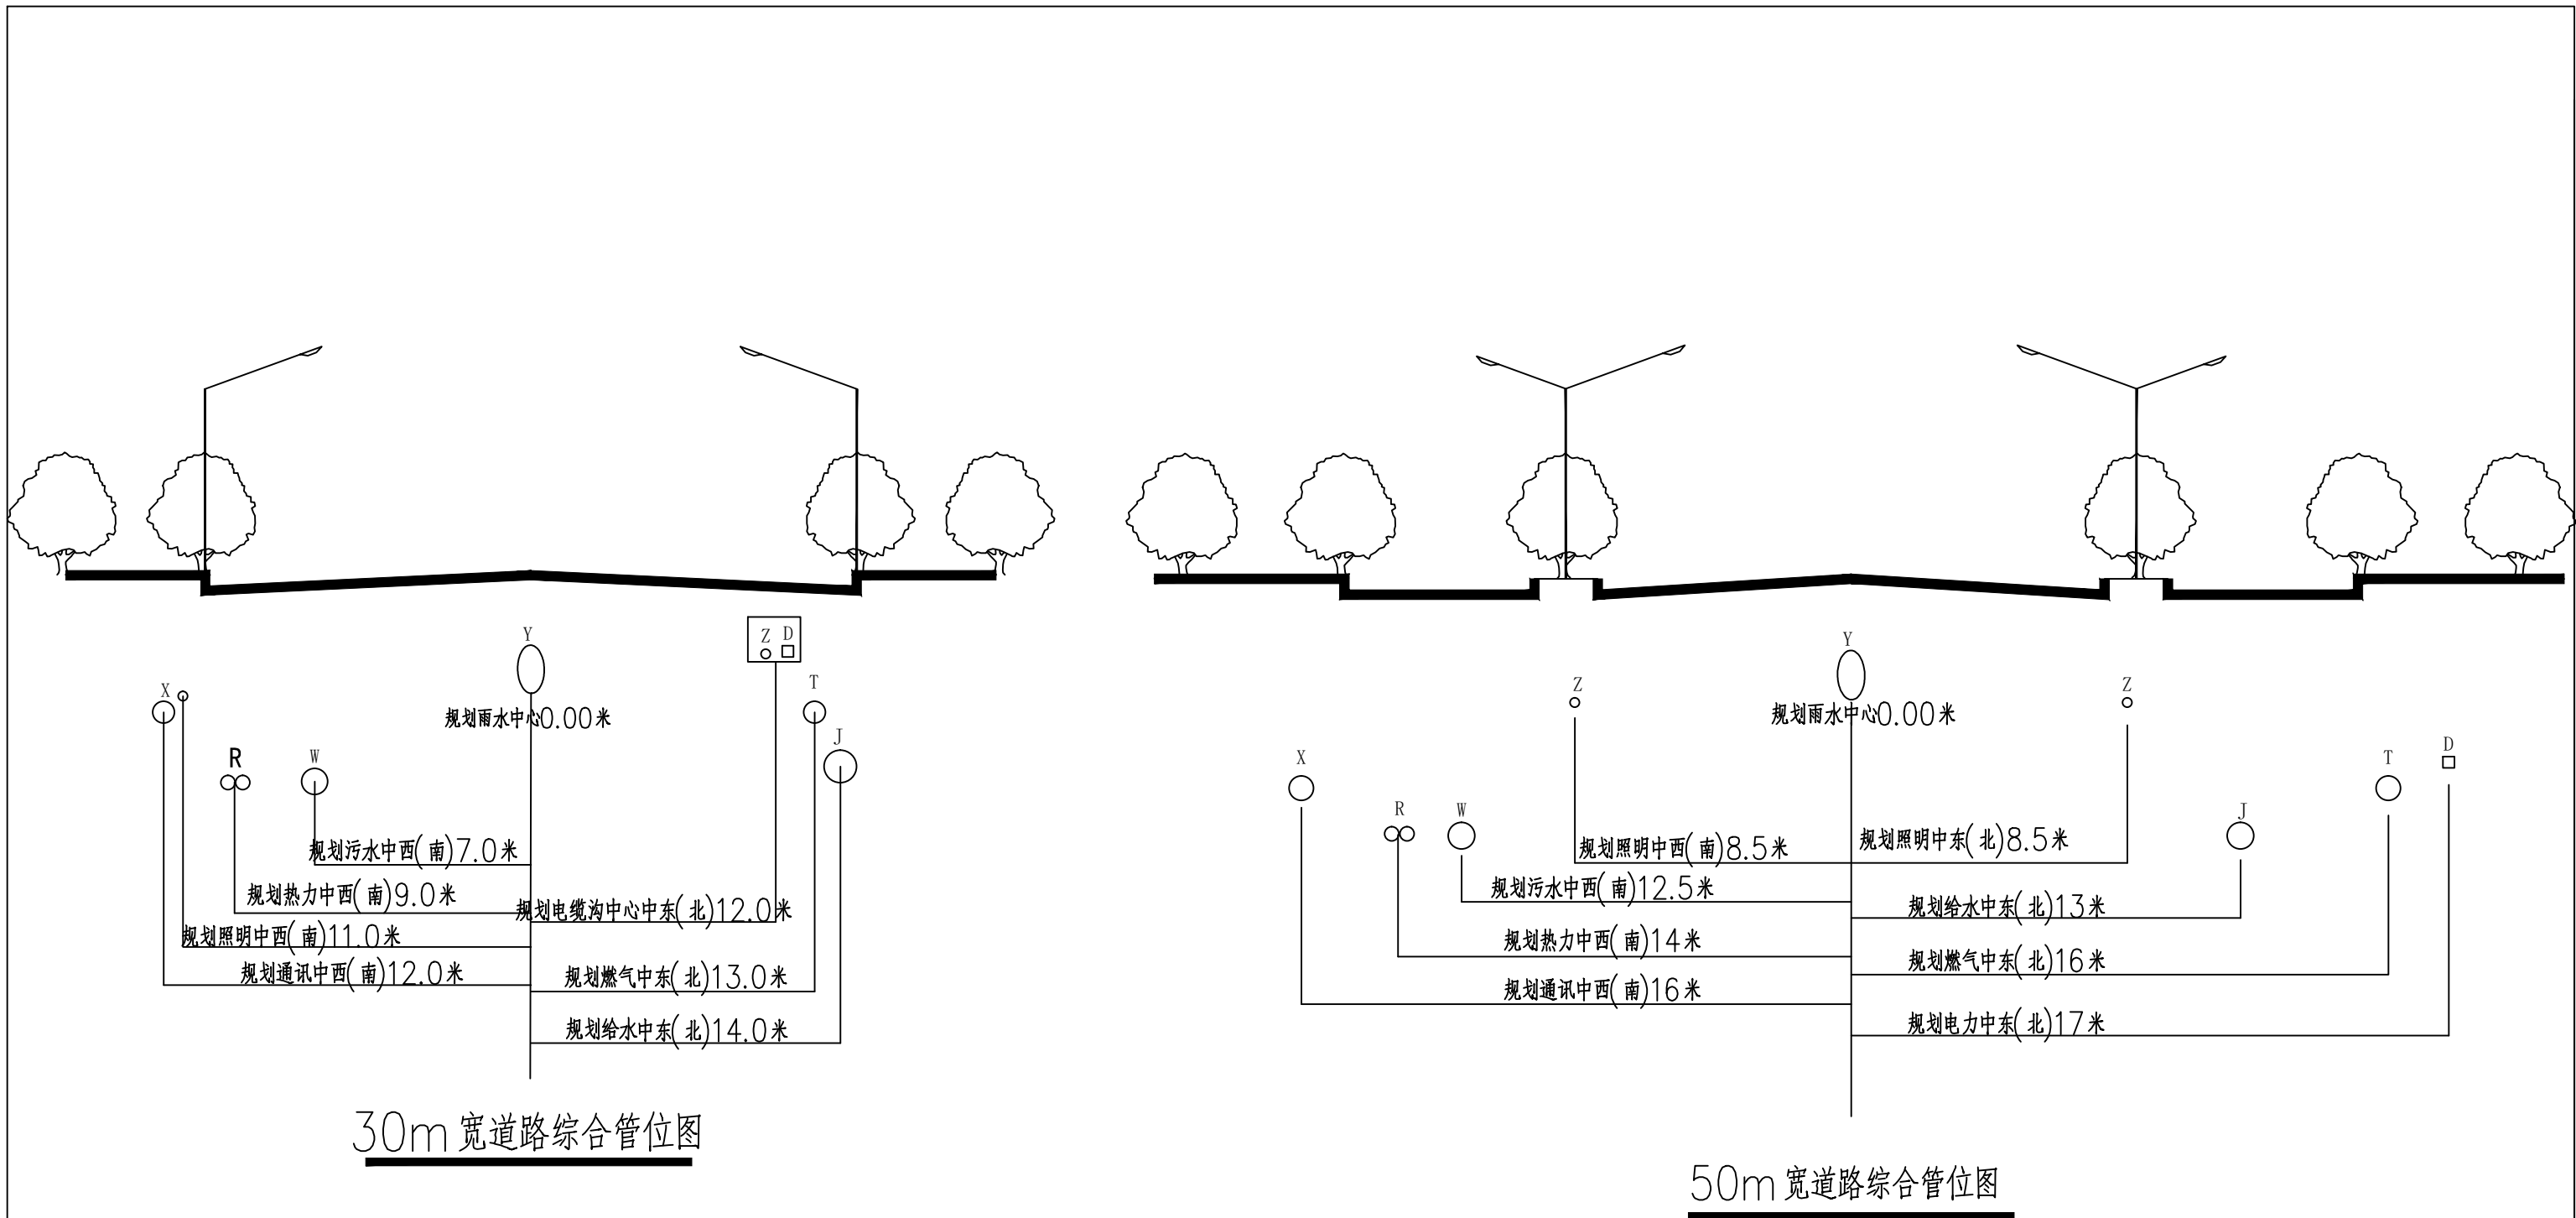 Y
Z D
X
T
规划雨水中心0.00米
R
W
J
规划污水中西(南)7.0米
规划热力中西(南)9.0米
规划电缆沟中心中东(北)12.0米
规划照明中西(南)11.0米
规划通讯中西(南)12.0米
规划燃气中东(北)13.0米
规划给水中东(北)14.0米
30m宽道路综合管位图
Y
Z
Z
规划雨水中心0.00米
X
T
D
R
W
J
规划照明中西(南)8.5米
规划照明中东(北)8.5米
规划污水中西(南)12.5米
规划给水中东(北)13米
规划热力中西(南)14米
规划燃气中东(北)16米
规划通讯中西(南)16米
规划电力中东(北)17米
50m宽道路综合管位图